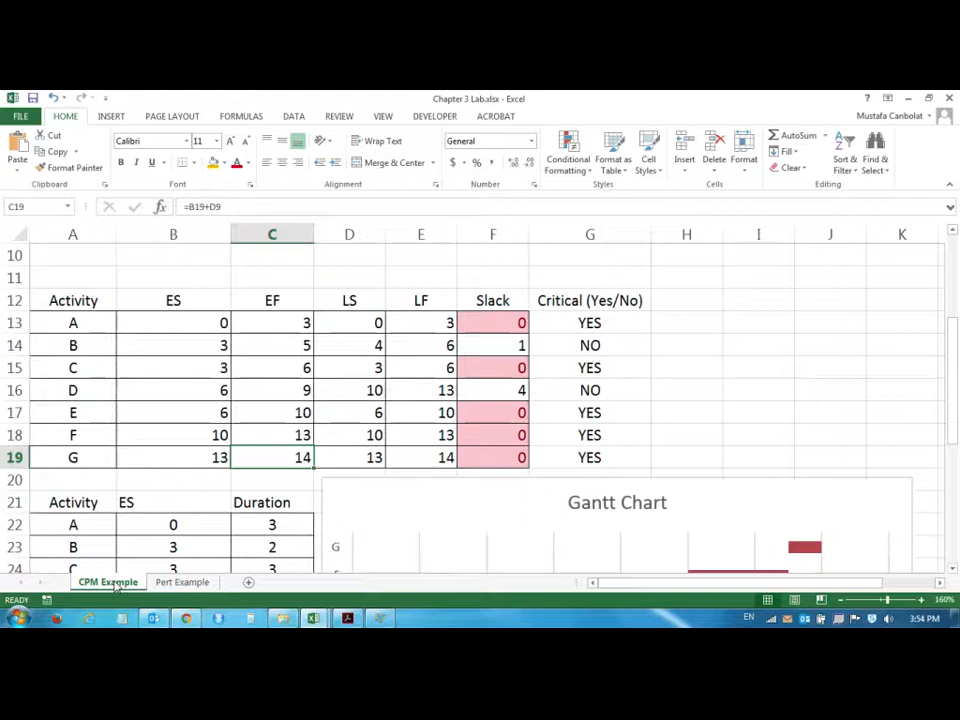 Chapter 3 Lab.xlsx - Excel
FILE HOME INSERT PAGE LAYOUT FORMULAS DATA REVIEW VIEW DEVELOPER ACROBAT Mustafa Canbolat
Paste Cut Copy Format Painter
Calibri 11
B I U
Wrap Text
Merge & Center
General
$ % ,
Conditional Formatting Format as Table Cell Styles
Insert Delete Format
AutoSum Fill Clear
Sort & Filter Find & Select
Clipboard Font Alignment Number Styles Cells Editing
C19 fx =B19+D9
A B C D E F G H I J K
10
11
12 Activity ES EF LS LF Slack Critical (Yes/No)
13 A 0 3 0 3 0 YES
14 B 3 5 4 6 1 NO
15 C 3 6 3 6 0 YES
16 D 6 9 10 13 4 NO
17 E 6 10 6 10 0 YES
18 F 10 13 10 13 0 YES
19 G 13 14 13 14 0 YES
20
21 Activity ES Duration
Gantt Chart
22 A 0 3
23 B 3 2
G
24 C 3 3
CPM Example Pert Example
READY 160%
EN 3:54 PM